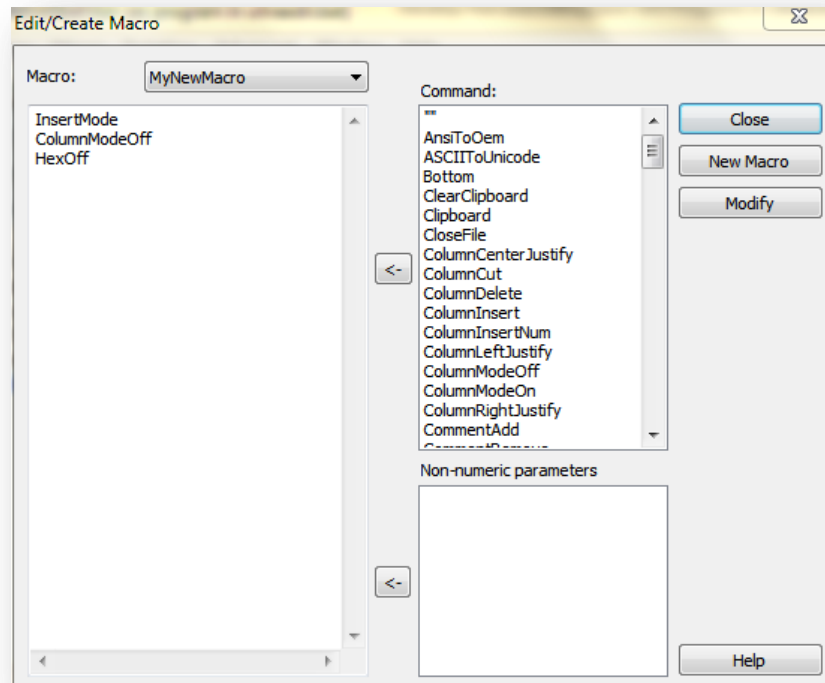 Edit/Create Macro
Macro:
MyNewMacro
InsertMode
ColumnModeOff
HexOff
<-
<-
Command:
""
AnsiToOem
ASCIIToUnicode
Bottom
ClearClipboard
Clipboard
CloseFile
ColumnCenterJustify
ColumnCut
ColumnDelete
ColumnInsert
ColumnInsertNum
ColumnLeftJustify
ColumnModeOff
ColumnModeOn
ColumnRightJustify
CommentAdd
Non-numeric parameters
Close
New Macro
Modify
Help